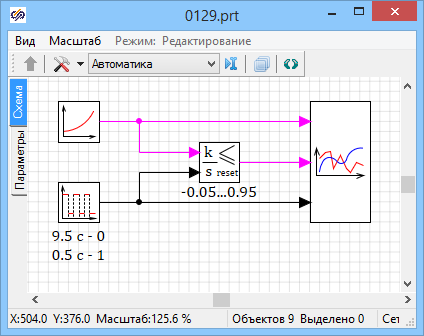 0129.prt
Вид Масштаб Режим: Редактирование
Автоматика
Схема
Параметры
k ≤
s reset
-0.05...0.95
9.5 с - 0
0.5 с - 1
X:504.0 Y:376.0 Масштаб:125.6 % Объектов 9 Выделено 0 Сет